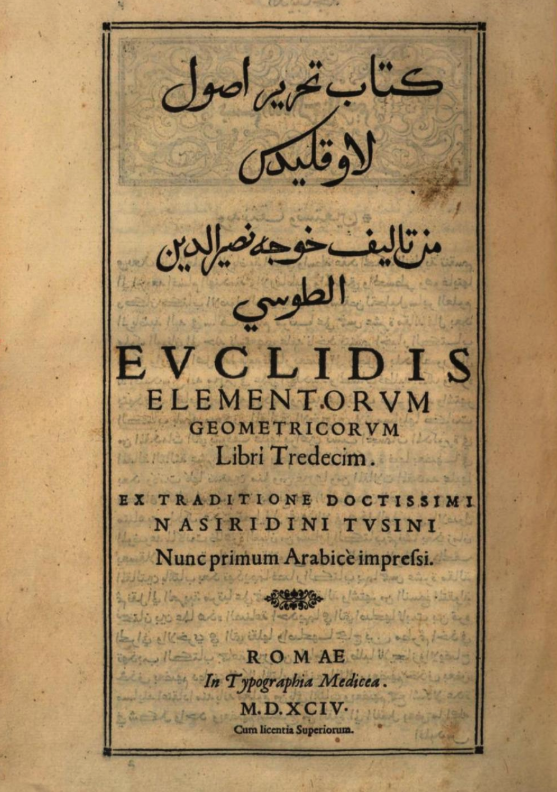 كتاب تحرير اصول
لاوقليدس
من تاليف خوجه نصير الدين
الطوسي
EVCLIDIS
ELEMENTORVM
GEOMETRICORVM
Libri Tredecim.
EX TRADITIONE DOCTISSIMI
NASIRIDINI TVSINI
Nunc primum Arabicè impressi.
ROMAE
In Typographia Medicea.
M.D.XCIV.
Cum licentia Superiorum.